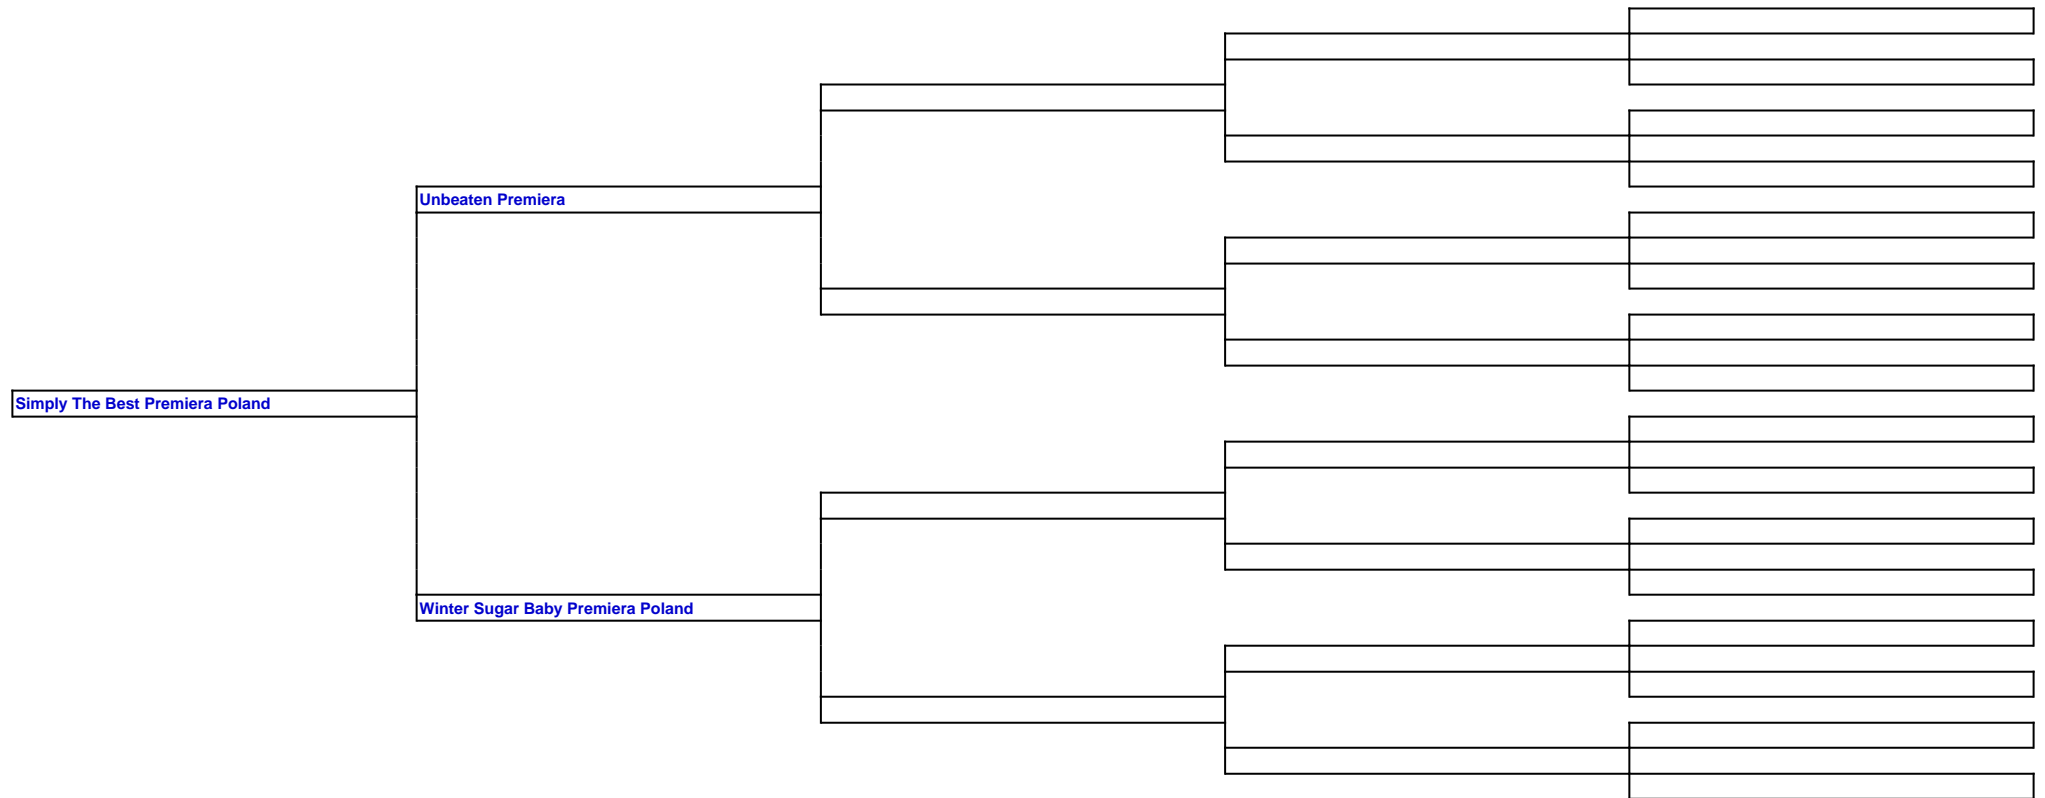 Unbeaten Premiera
Simply The Best Premiera Poland
Winter Sugar Baby Premiera Poland